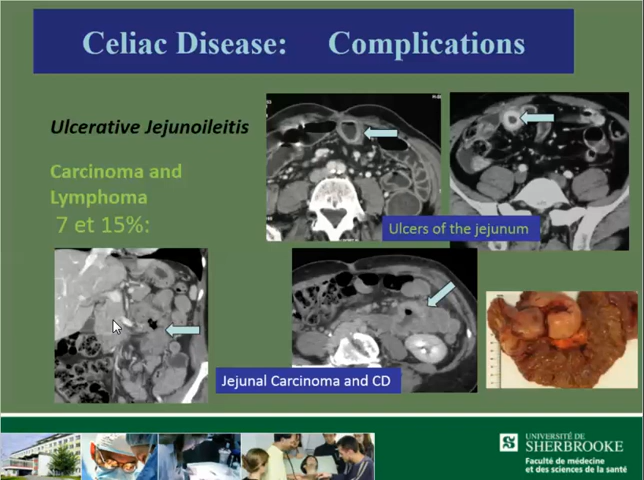 Celiac Disease: Complications
Ulcerative Jejunoileitis
Carcinoma and
Lymphoma
7 et 15%:
Ulcers of the jejunum
Jejunal Carcinoma and CD
S
UNIVERSITÉ DE
SHERBROOKE
Faculté de médecine
et des sciences de la santé